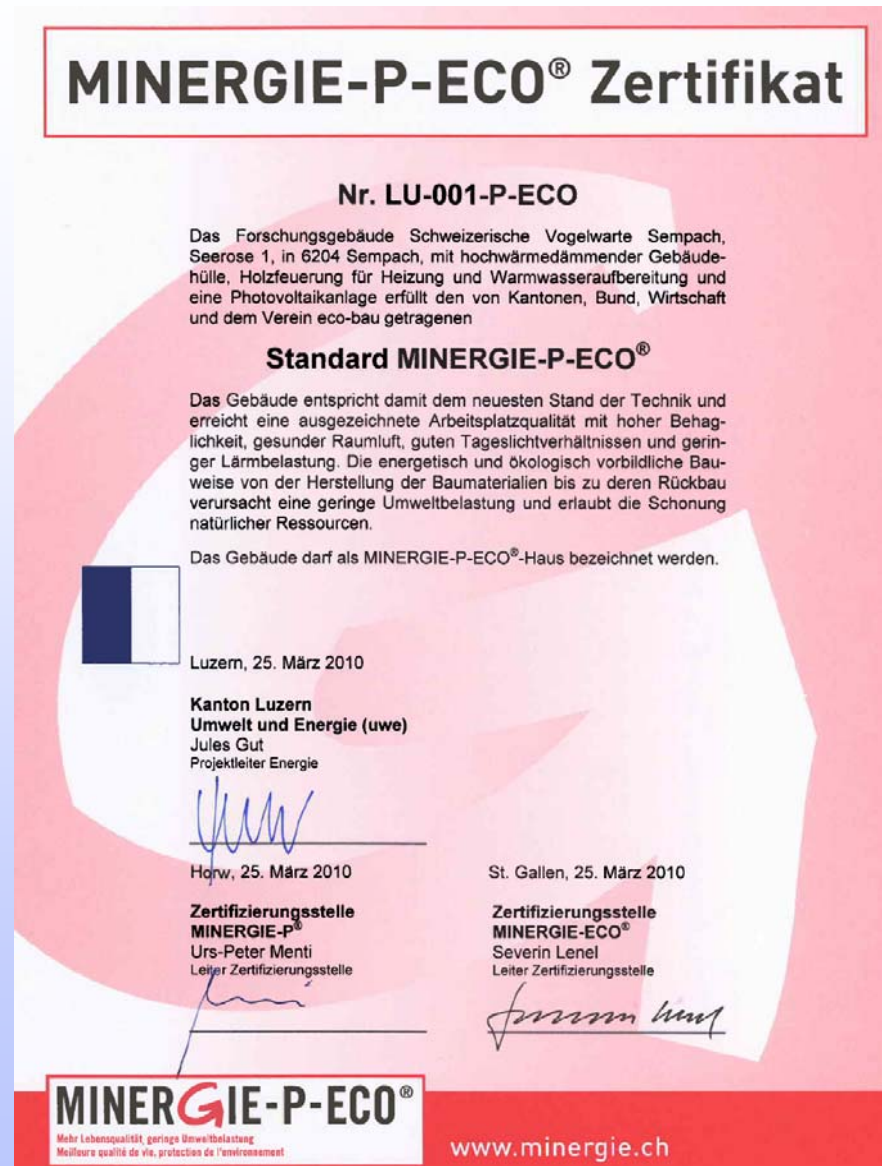 MINERGIE-P-ECO® Zertifikat
Nr. LU-001-P-ECO
Das Forschungsgebäude Schweizerische Vogelwarte Sempach,
Seerose 1, in 6204 Sempach, mit hochwärmedämmender Gebäude-
hülle, Holzfeuerung für Heizung und Warmwasseraufbereitung und
eine Photovoltaikanlage erfüllt den von Kantonen, Bund, Wirtschaft
und dem Verein eco-bau getragenen
Standard MINERGIE-P-ECO®
Das Gebäude entspricht damit dem neuesten Stand der Technik und
erreicht eine ausgezeichnete Arbeitsplatzqualität mit hoher Behag-
lichkeit, gesunder Raumluft, guten Tageslichtverhältnissen und gerin-
ger Lärmbelastung. Die energetisch und ökologisch vorbildliche Bau-
weise von der Herstellung der Baumaterialien bis zu deren Rückbau
verursacht eine geringe Umweltbelastung und erlaubt die Schonung
natürlicher Ressourcen.
Das Gebäude darf als MINERGIE-P-ECO®-Haus bezeichnet werden.
Luzern, 25. März 2010
Kanton Luzern
Umwelt und Energie (uwe)
Jules Gut
Projektleiter Energie
Horw, 25. März 2010
Zertifizierungsstelle
MINERGIE-P®
Urs-Peter Menti
Leiter Zertifizierungsstelle
St. Gallen, 25. März 2010
Zertifizierungsstelle
MINERGIE-ECO®
Severin Lenel
Leiter Zertifizierungsstelle
MINERGIE-P-ECO®
Mehr Lebensqualität, geringe Umweltbelastung
Meilleure qualité de vie, protection de l'environnement
www.minergie.ch